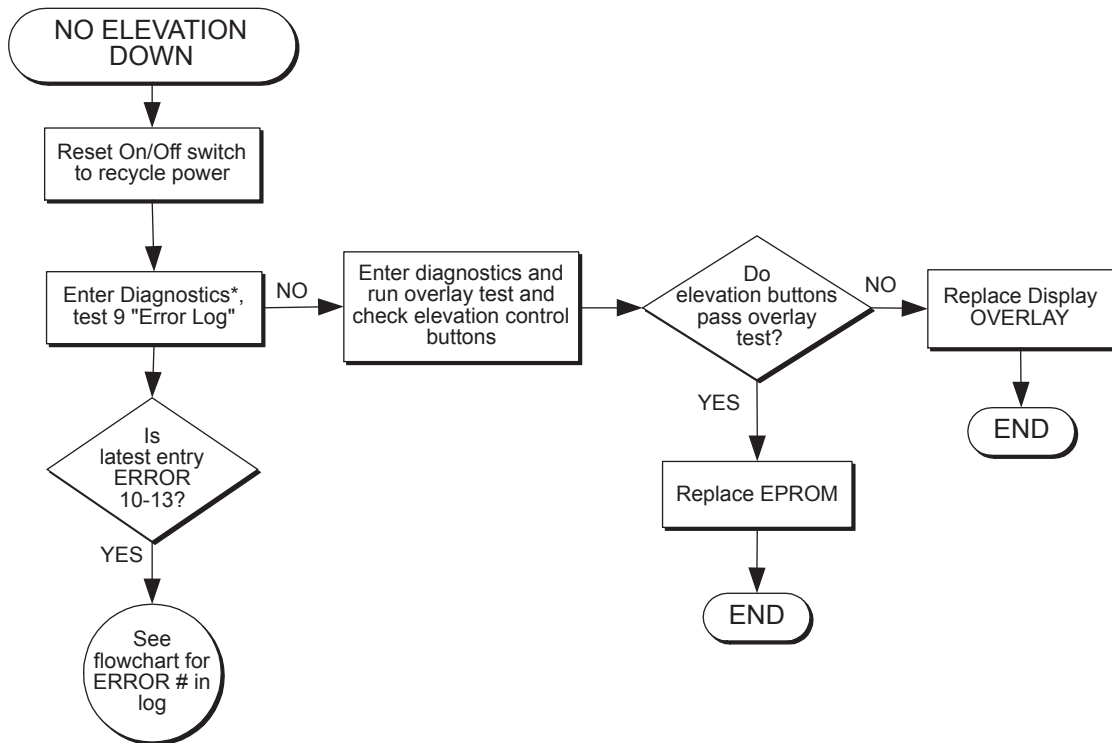 NO ELEVATION
DOWN
Reset On/Off switch
to recycle power
Enter Diagnostics*,
test 9 "Error Log"
NO
Enter diagnostics and
run overlay test and
check elevation control
buttons
Do
elevation buttons
pass overlay
test?
NO
Replace Display
OVERLAY
END
YES
Replace EPROM
END
Is
latest entry
ERROR
10-13?
YES
See
flowchart for
ERROR # in
log